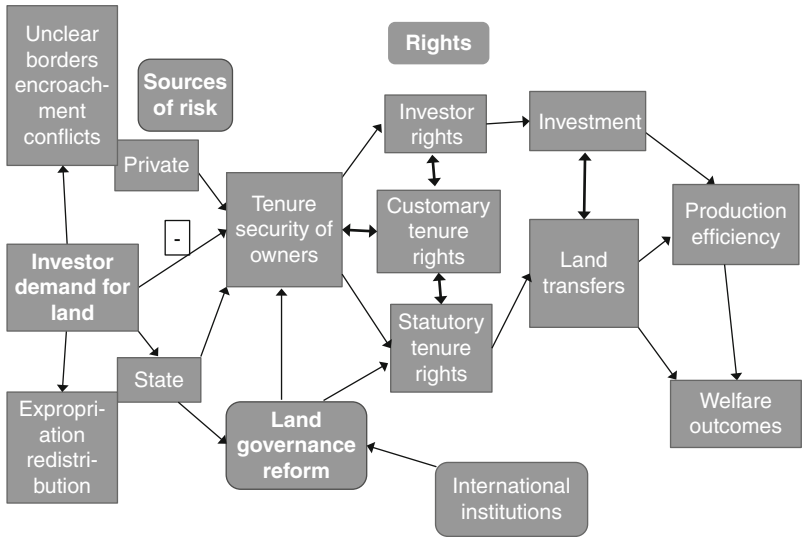 Unclear
borders
encroach-
ment
conflicts
Sources
of risk
Rights
Private
Investor
rights
Investment
Tenure
security of
owners
Customary
tenure
rights
Production
efficiency
-
Investor
demand for
land
Land
transfers
Statutory
tenure
rights
State
Expropri-
ation
redistri-
bution
Land
governance
reform
Welfare
outcomes
International
institutions